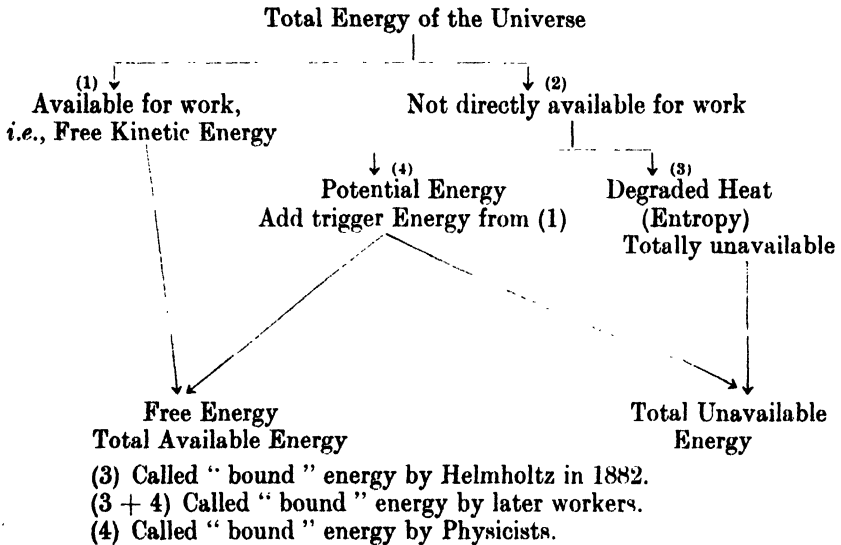 Total Energy of the Universe
(1)
(2)
Available for work,
i.e., Free Kinetic Energy
Not directly available for work
(4)
(3)
Potential Energy
Add trigger Energy from (1)
Degraded Heat
(Entropy)
Totally unavailable
Free Energy
Total Available Energy
Total Unavailable
Energy
(3) Called “ bound ” energy by Helmholtz in 1882.
(3 + 4) Called “ bound ” energy by later workers.
(4) Called “ bound ” energy by Physicists.